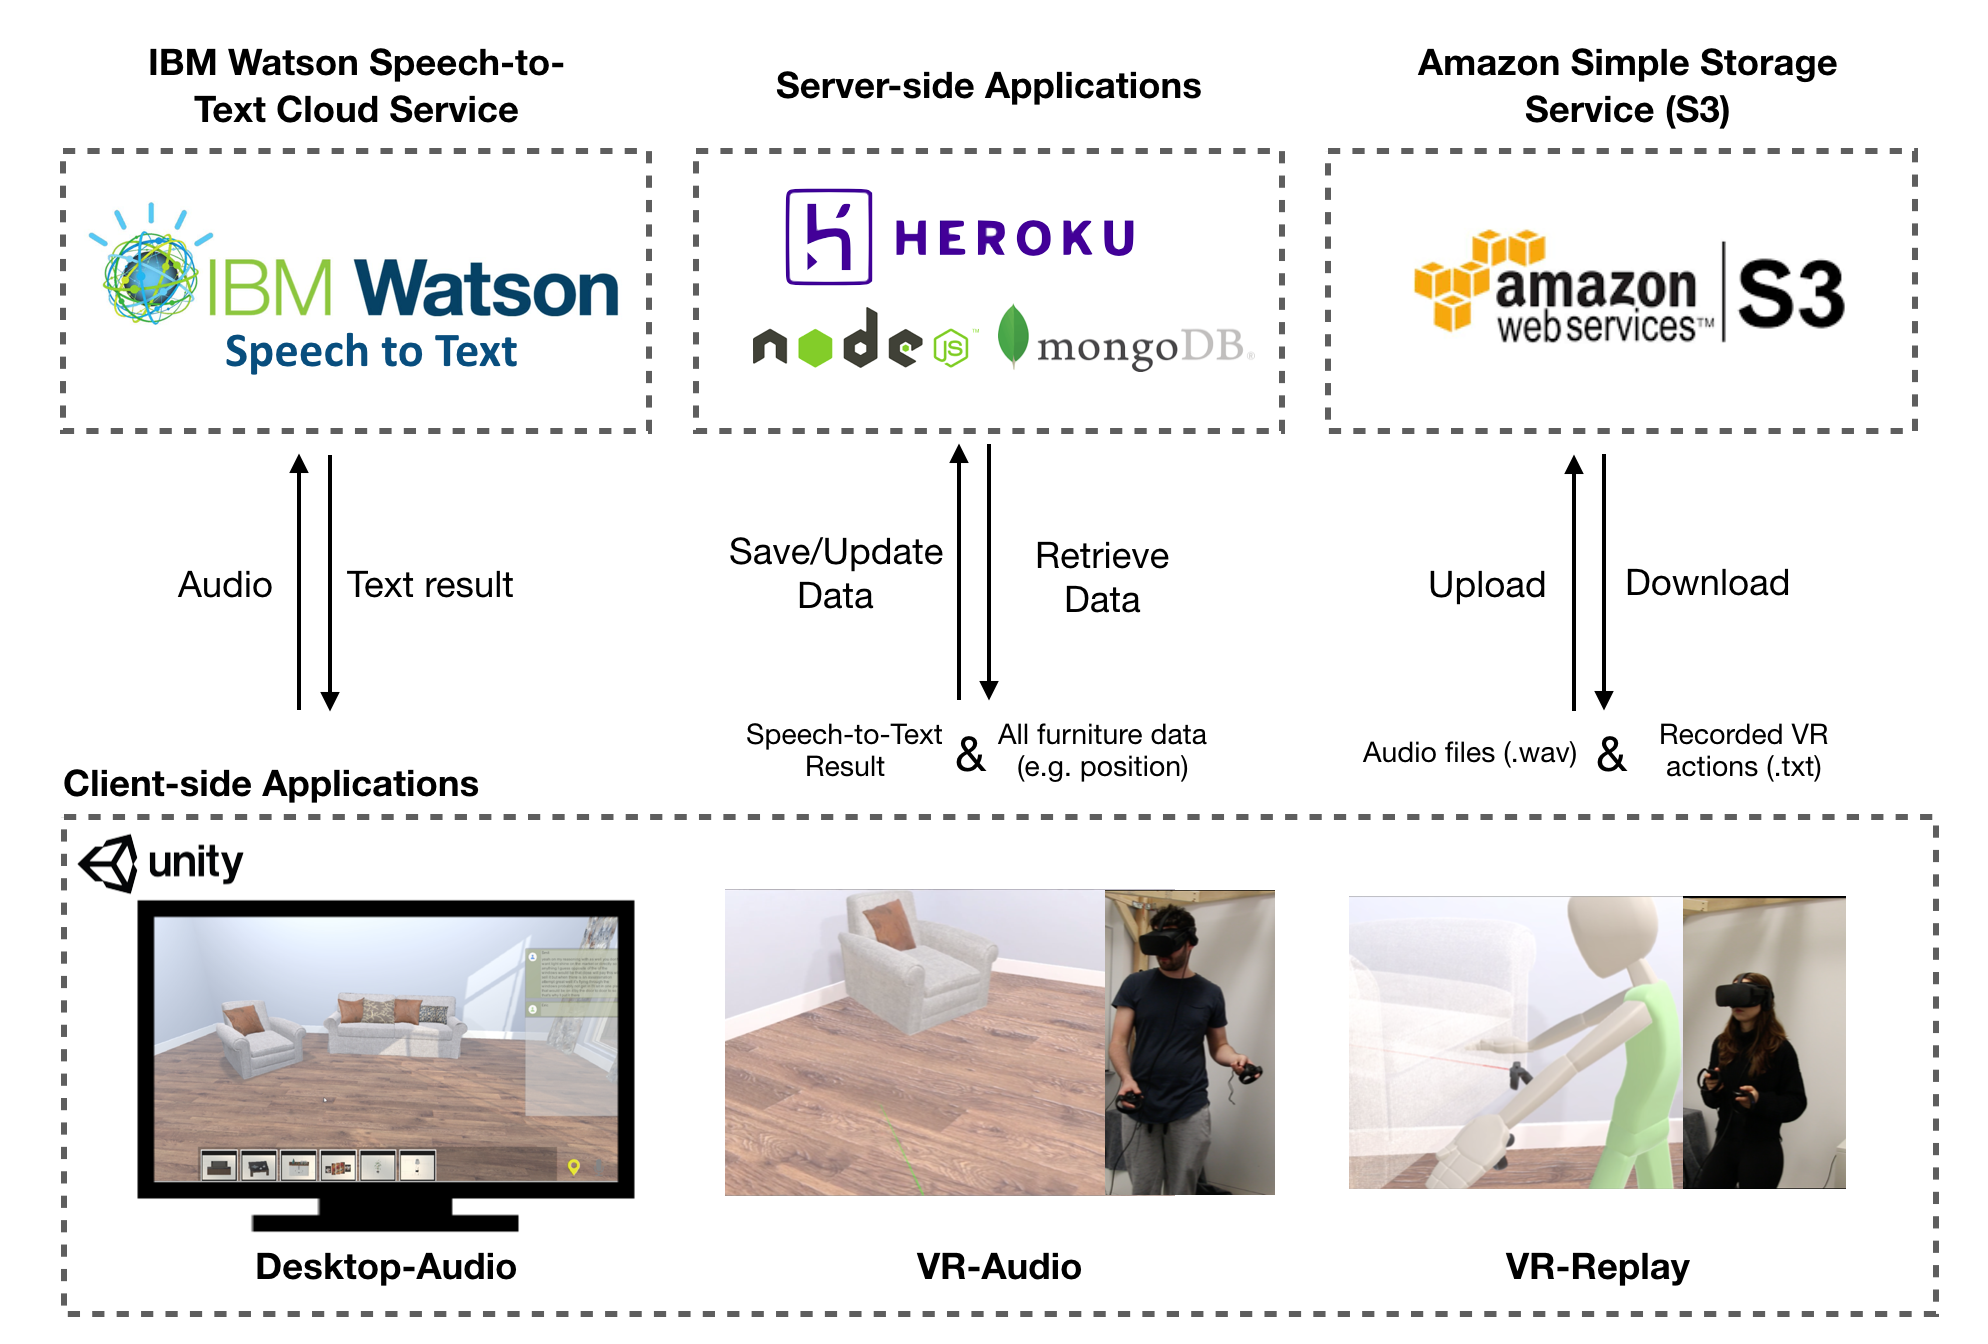 IBM Watson Speech-to-
Text Cloud Service
Server-side Applications
Amazon Simple Storage
Service (S3)
IBM Watson
Speech to Text
HEROKU
node JS ™
mongoDB®
amazon
web services™
S3
Audio
Text result
Save/Update
Data
Retrieve
Data
Upload
Download
Speech-to-Text
Result
&
All furniture data
(e.g. position)
Audio files (.wav)
&
Recorded VR
actions (.txt)
Client-side Applications
unity
Desktop-Audio
VR-Audio
VR-Replay